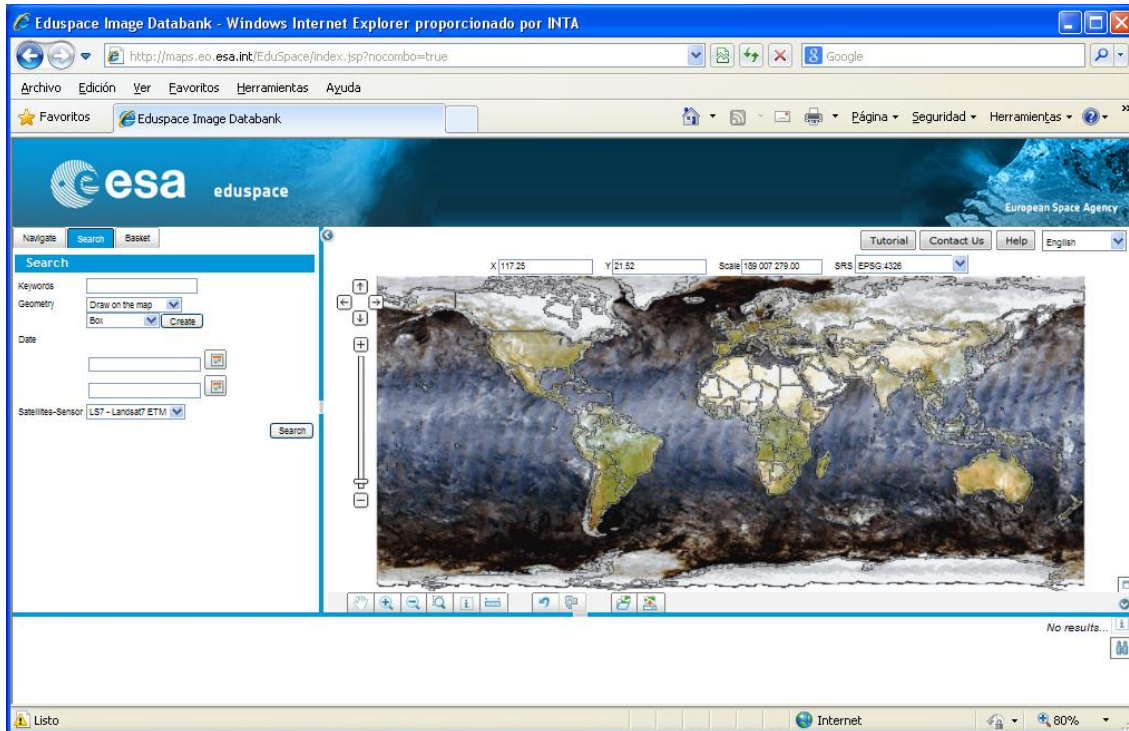 Eduspace Image Databank - Windows Internet Explorer proporcionado por INTA
http://maps.eo.esa.int/EduSpace/index.jsp?nocombo=true
Google
Archivo Edición Ver Favoritos Herramientas Ayuda
Favoritos
Eduspace Image Databank
Página Seguridad Herramientas
esa eduspace
European Space Agency
Navigate Search Basket
Tutorial Contact Us Help English
Search
X 117.25 Y 21.52 Scale 189 007 279.00 SRS EPSG:4326
Keywords
Geometry Draw on the map
Box Create
Date
Satellites-Sensor LS7 - Landsat7 ETM
Search
No results...
Listo
Internet
80%